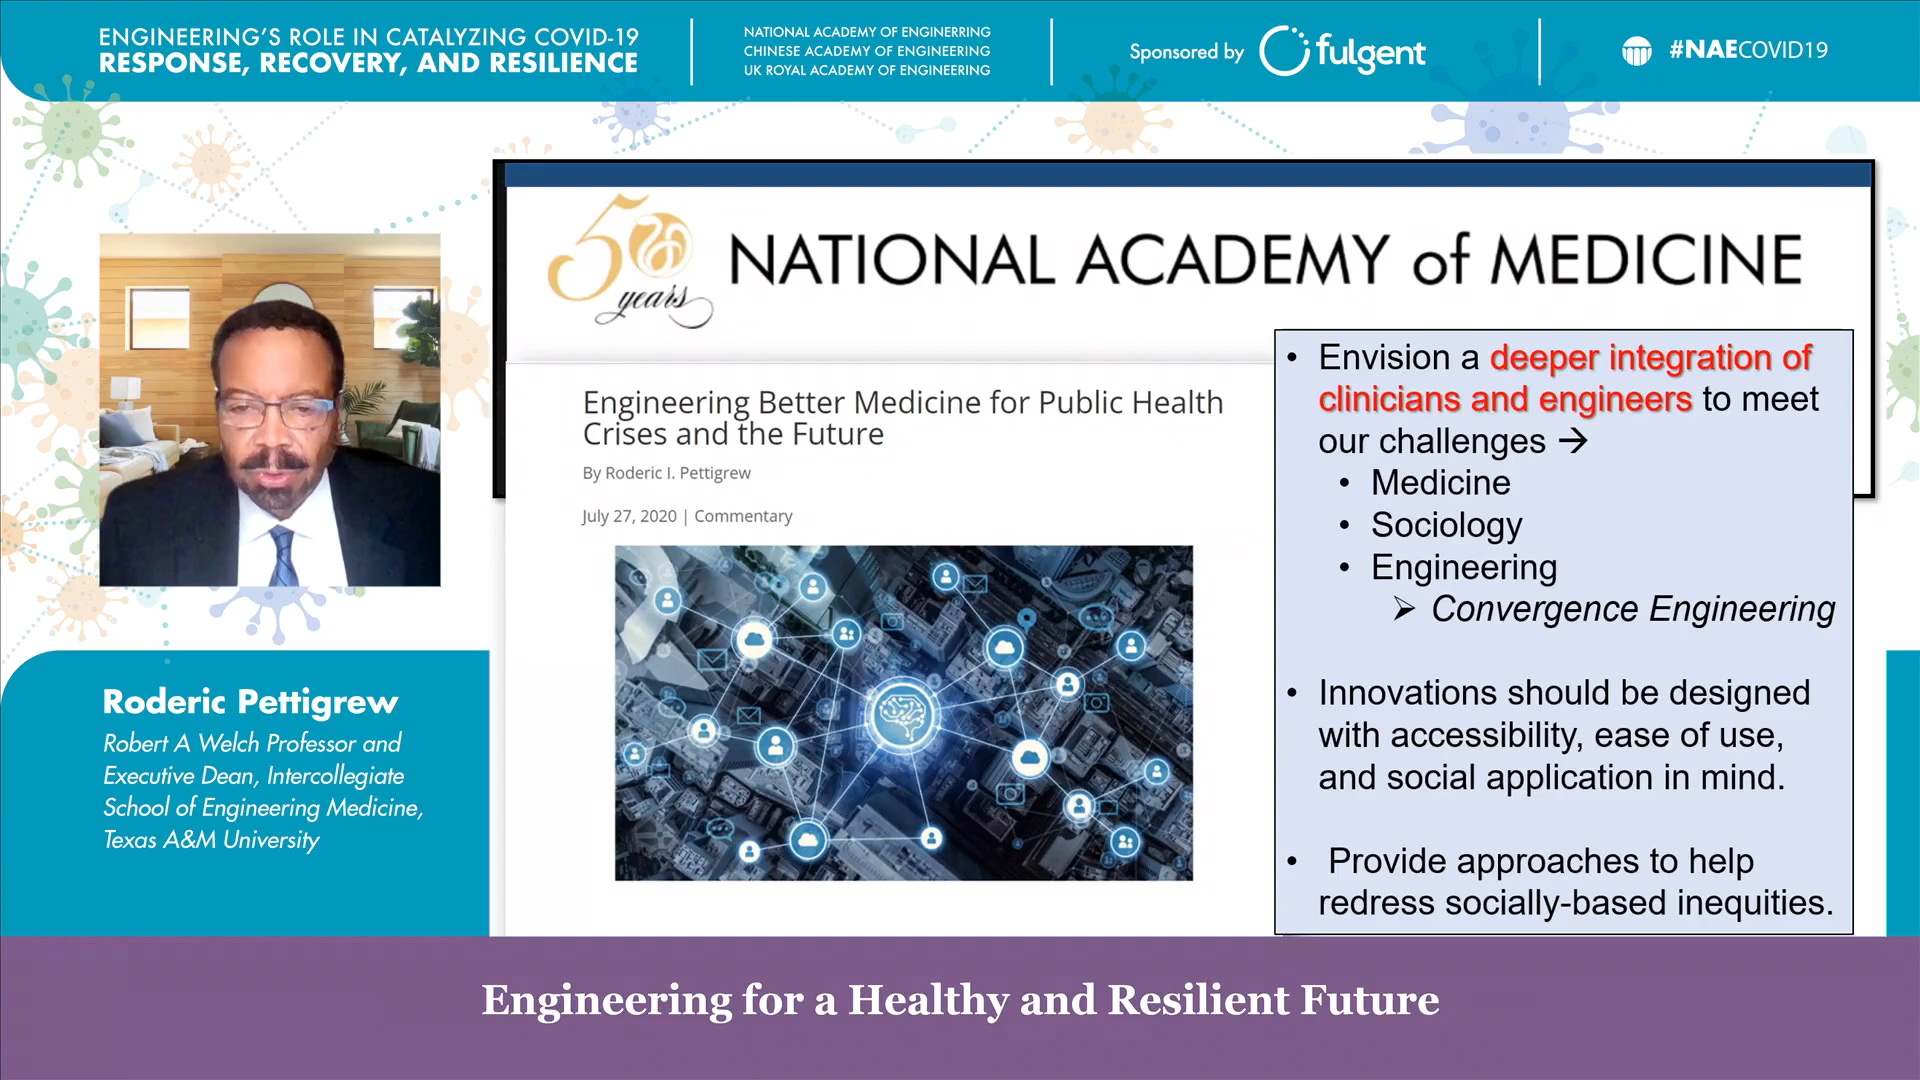 ENGINEERING'S ROLE IN CATALYZING COVID-19
RESPONSE, RECOVERY, AND RESILIENCE
NATIONAL ACADEMY OF ENGINERRING
CHINESE ACADEMY OF ENGINEERING
UK ROYAL ACADEMY OF ENGINEERING
Sponsored by fulgent
#NAECOVID19
50 years
NATIONAL ACADEMY of MEDICINE
Engineering Better Medicine for Public Health
Crises and the Future
By Roderic I. Pettigrew
July 27, 2020 | Commentary
• Envision a deeper integration of
clinicians and engineers to meet
our challenges →
• Medicine
• Sociology
• Engineering
➢ Convergence Engineering
• Innovations should be designed
with accessibility, ease of use,
and social application in mind.
• Provide approaches to help
redress socially-based inequities.
Roderic Pettigrew
Robert A Welch Professor and
Executive Dean, Intercollegiate
School of Engineering Medicine,
Texas A&M University
Engineering for a Healthy and Resilient Future